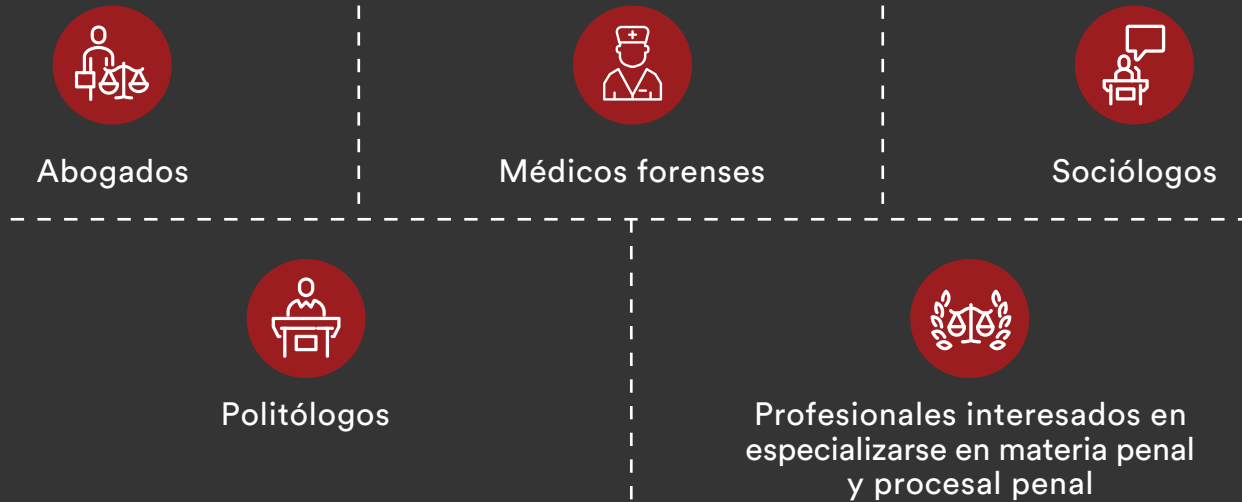 Abogados
Médicos forenses
Sociólogos
Politólogos
Profesionales interesados en
especializarse en materia penal
y procesal penal